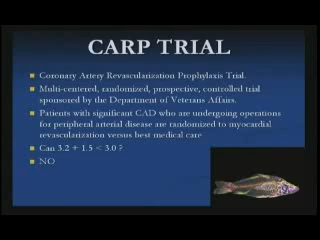 CARP TRIAL
Coronary Artery Revascularization Prophylaxis Trial.
Multi-centered, randomized, prospective, controlled trial
sponsored by the Department of Veterans Affairs.
Patients with significant CAD who are undergoing operations
for peripheral arterial disease are randomized to myocardial
revascularization versus best medical care
Can 3.2 + 1.5 < 3.0 ?
NO